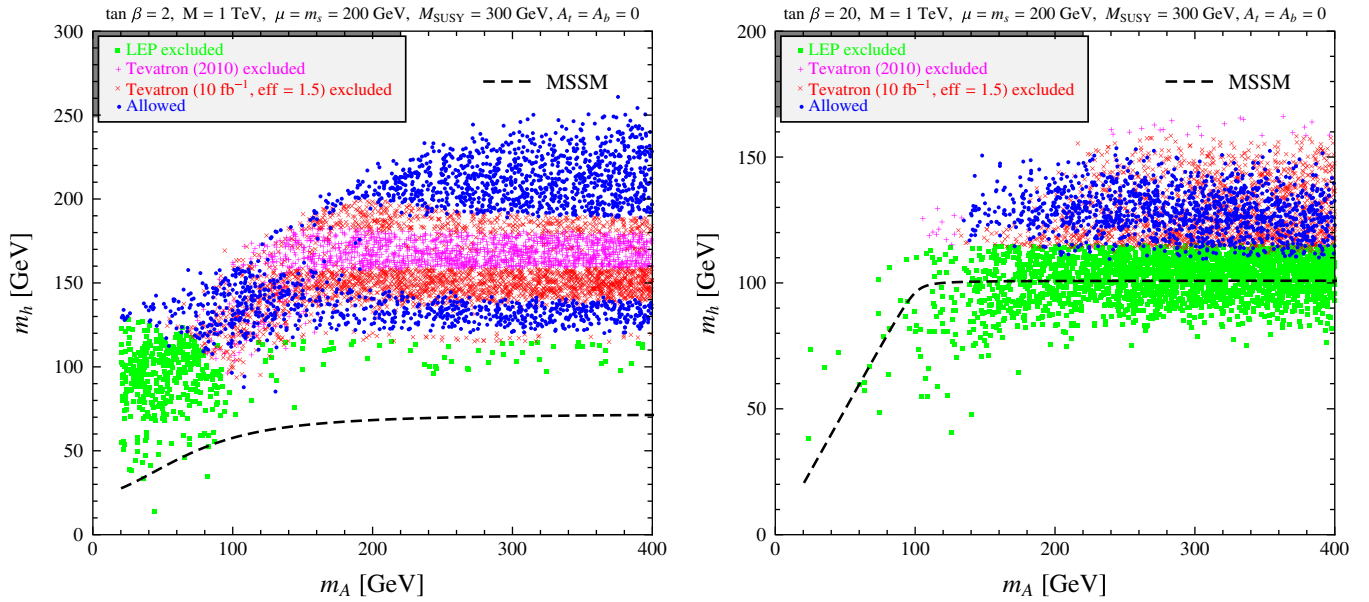 tan β = 2, M = 1 TeV, μ = mₛ = 200 GeV, M_SUSY = 300 GeV, Aₜ = A_b = 0
300
250
200
150
100
50
0
m_h [GeV]
LEP excluded
Tevatron (2010) excluded
Tevatron (10 fb⁻¹, eff = 1.5) excluded
Allowed
MSSM
0 100 200 300 400
m_A [GeV]
tan β = 20, M = 1 TeV, μ = mₛ = 200 GeV, M_SUSY = 300 GeV, Aₜ = A_b = 0
200
150
100
50
0
m_h [GeV]
LEP excluded
Tevatron (2010) excluded
Tevatron (10 fb⁻¹, eff = 1.5) excluded
Allowed
MSSM
0 100 200 300 400
m_A [GeV]